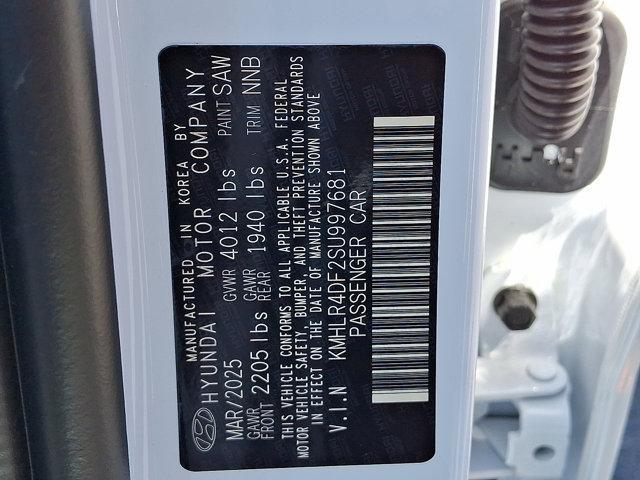 MANUFACTURED IN KOREA BY
HYUNDAI MOTOR COMPANY
MAR/2025 GVWR 4012 lbs PAINT SAW
GAWR FRONT 2205 lbs GAWR REAR 1940 lbs TRIM NNB
THIS VEHICLE CONFORMS TO ALL APPLICABLE U.S.A. FEDERAL
MOTOR VEHICLE SAFETY, BUMPER, AND THEFT PREVENTION STANDARDS
IN EFFECT ON THE DATE OF MANUFACTURE SHOWN ABOVE
V.I.N KMHLR4DF2SU997681
PASSENGER CAR